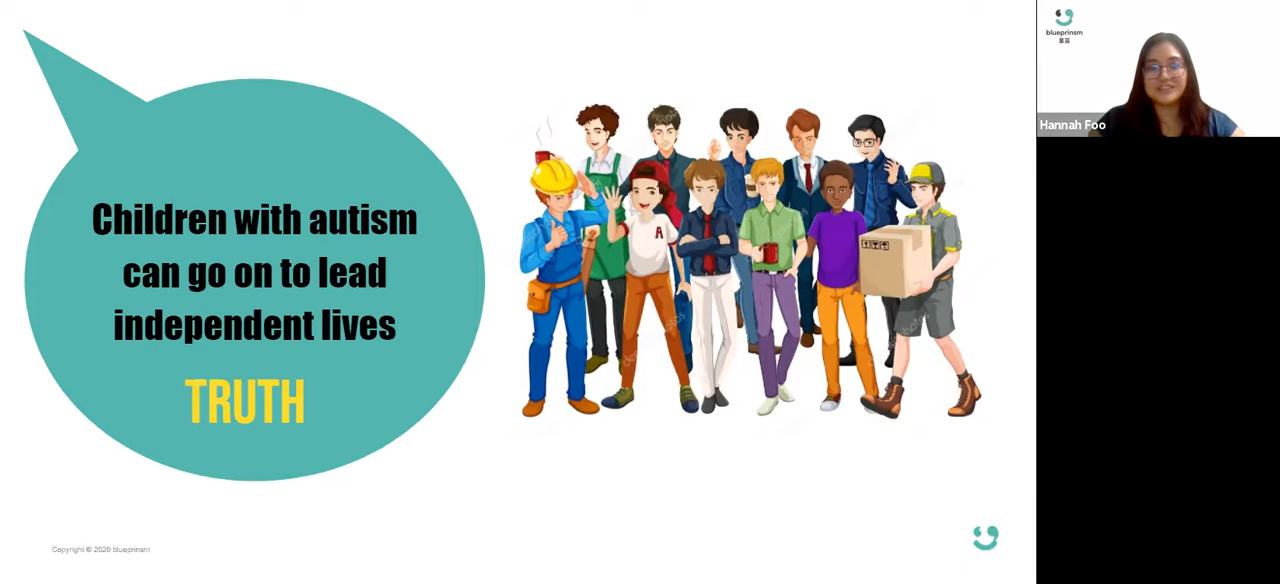 Children with autism
can go on to lead
independent lives
TRUTH
A
Copyright © 2020 blueprinsm
blueprinsm
Hannah Foo